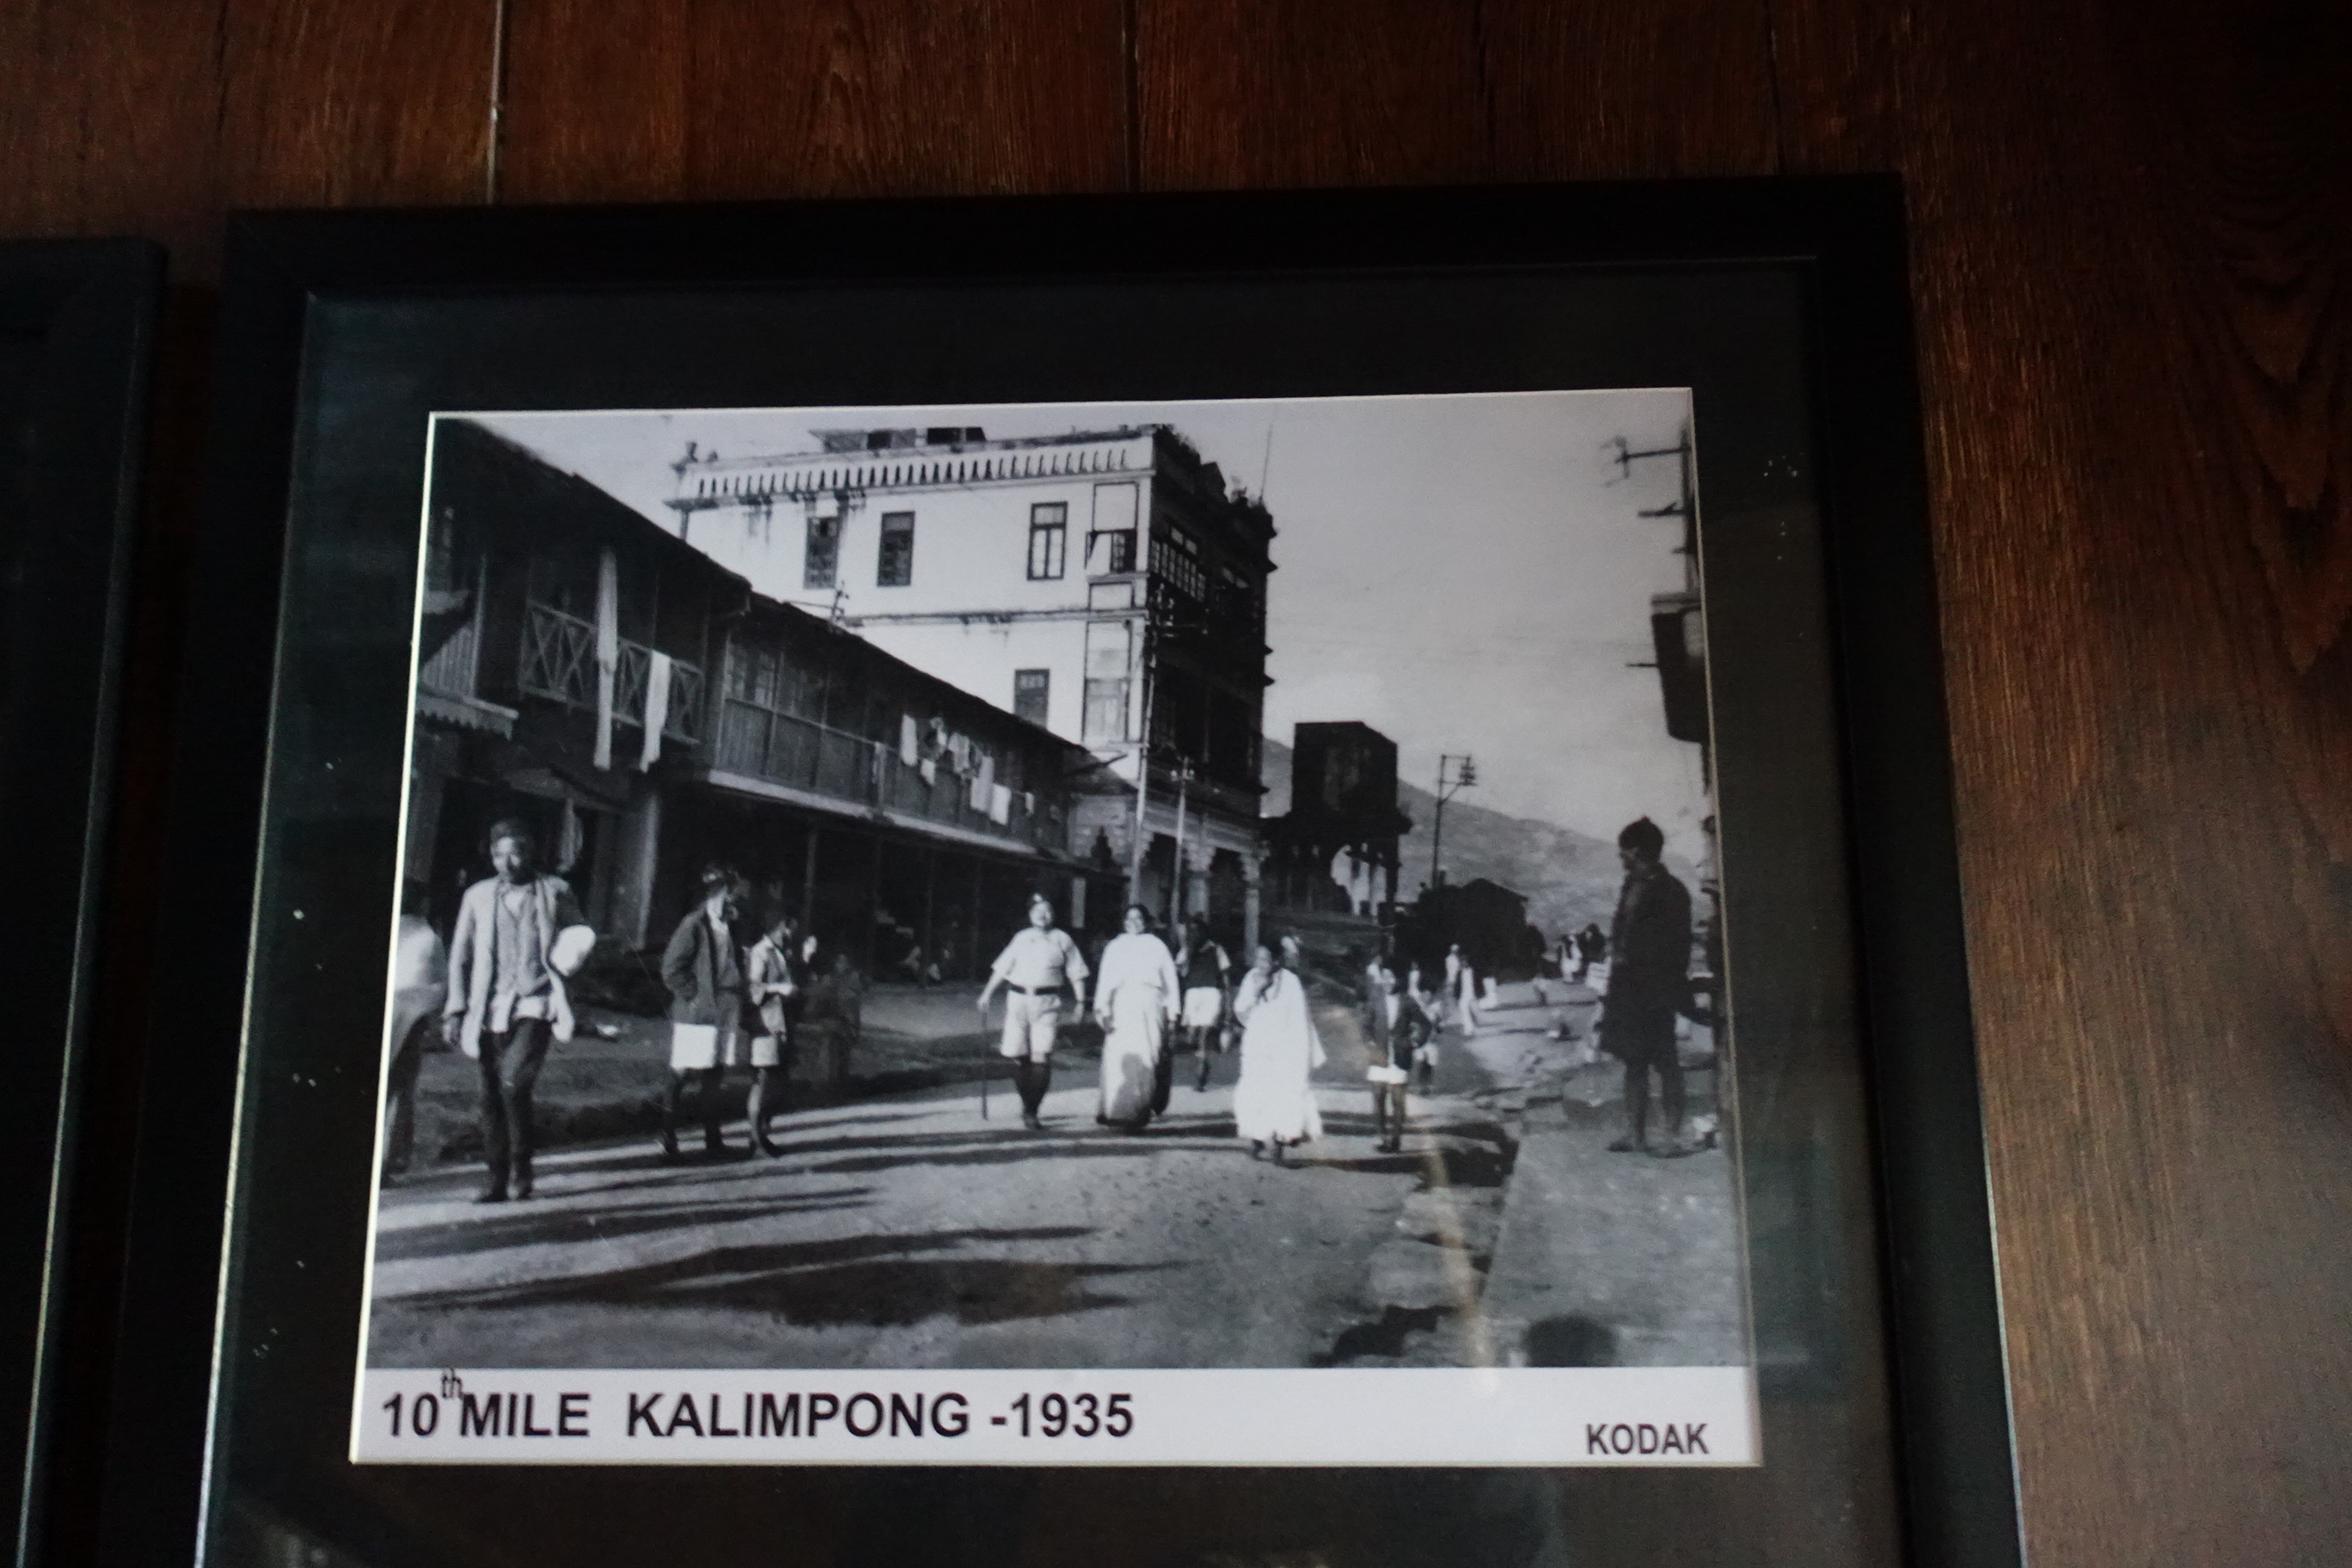 10th MILE KALIMPONG -1935
KODAK